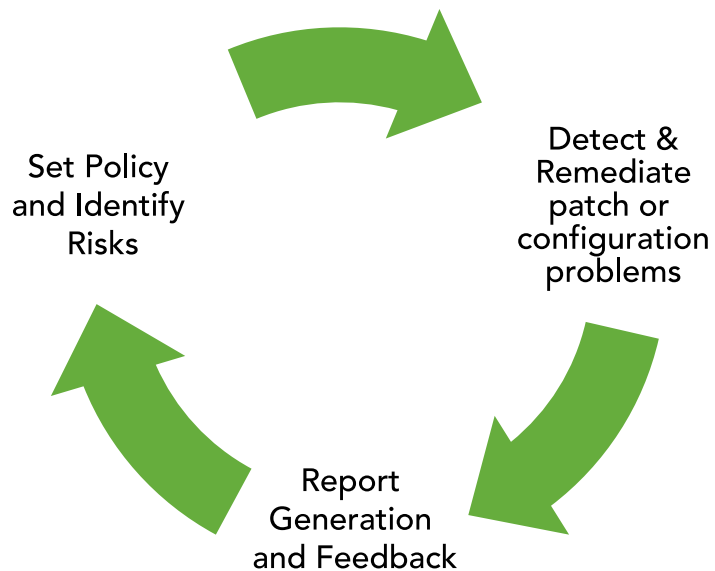 Set Policy
and Identify
Risks
Detect &
Remediate
patch or
configuration
problems
Report
Generation
and Feedback